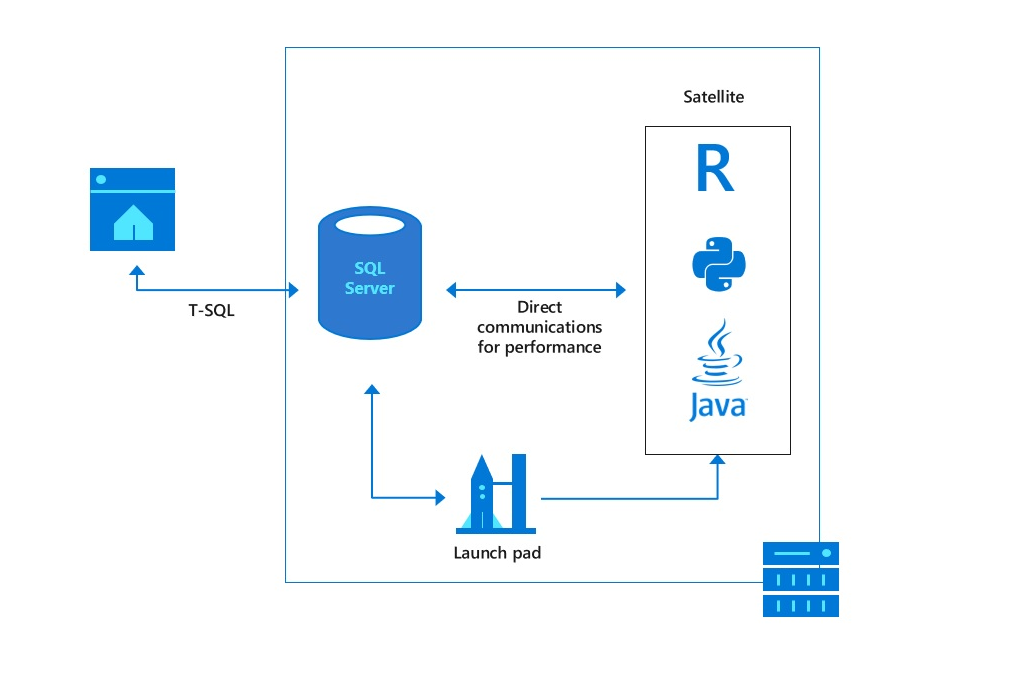 Satellite
R
SQL
Server
T-SQL
Direct
communications
for performance
Java
Launch pad